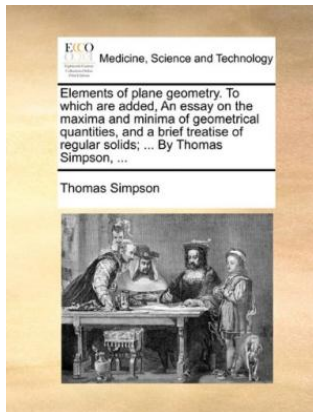 ECCO
Medicine, Science and Technology
Elements of plane geometry. To
which are added, An essay on the
maxima and minima of geometrical
quantities, and a brief treatise of
regular solids; ... By Thomas
Simpson, ...
Thomas Simpson